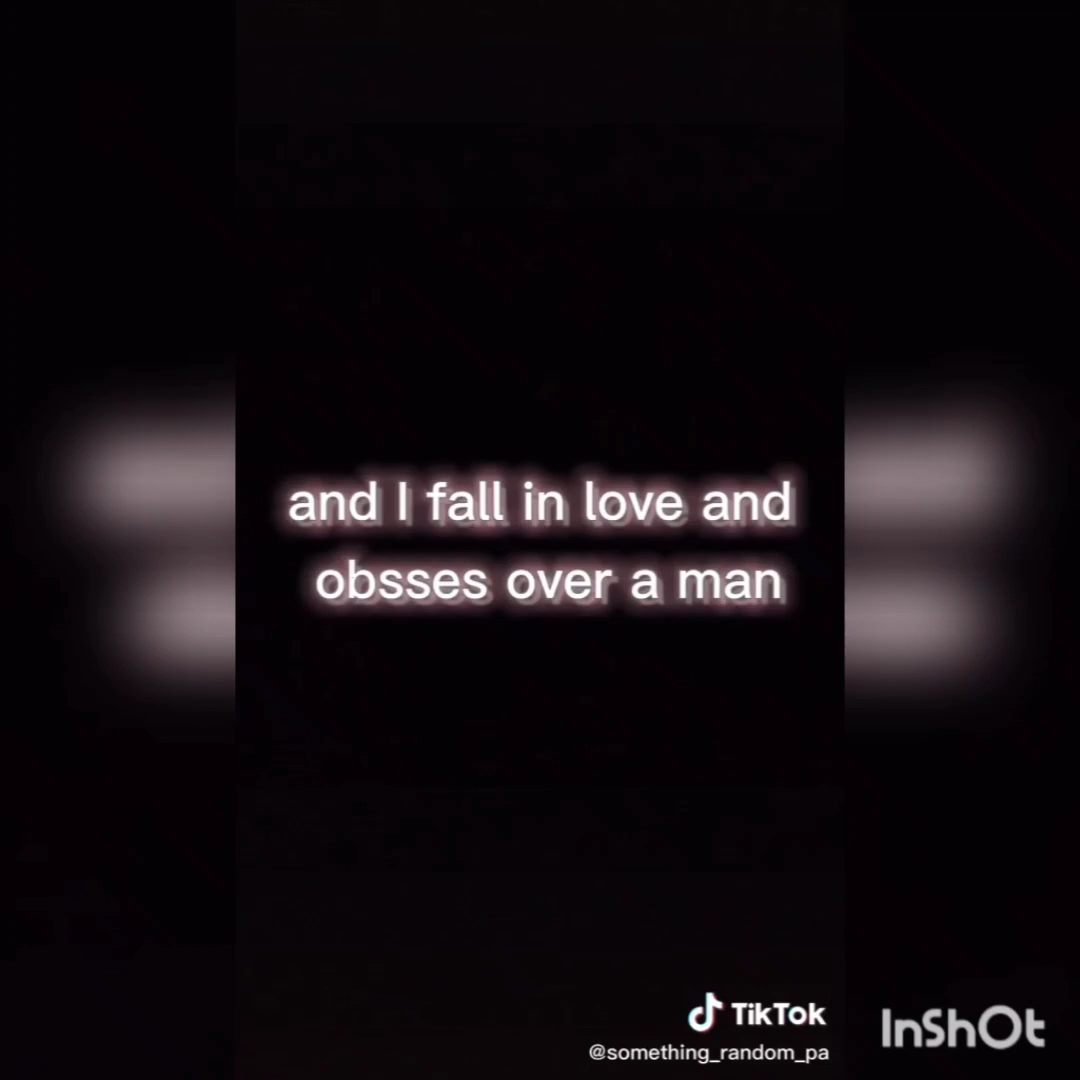 and I fall in love and
obsses over a man
TikTok
@something_random_pa
InShOt